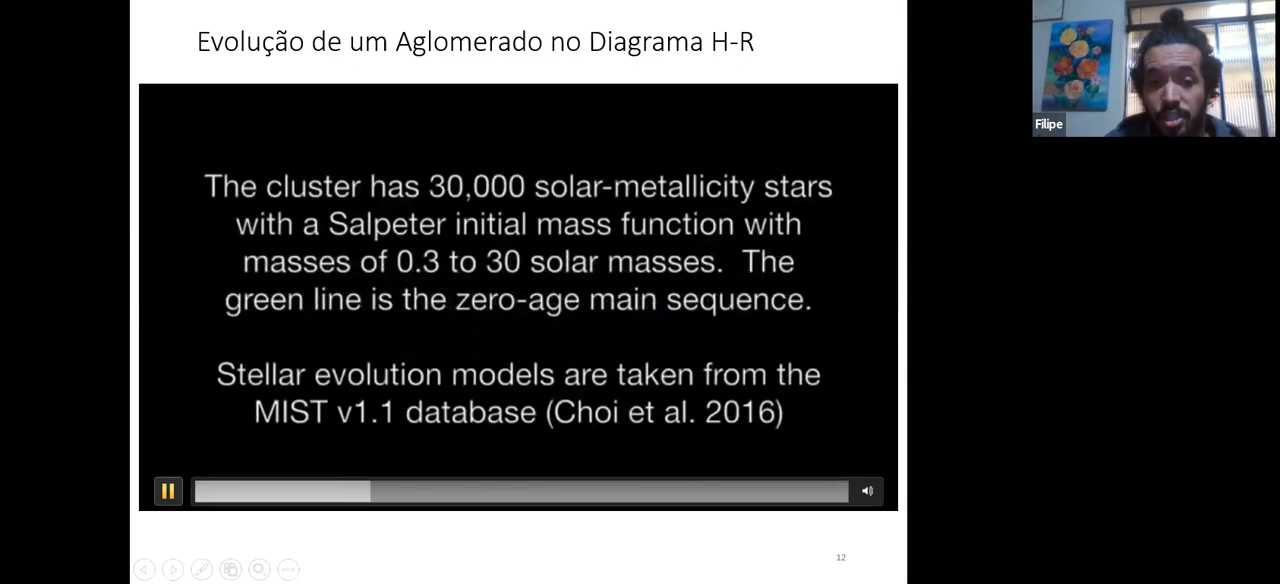 Evolução de um Aglomerado no Diagrama H-R
The cluster has 30,000 solar-metallicity stars
with a Salpeter initial mass function with
masses of 0.3 to 30 solar masses. The
green line is the zero-age main sequence.
Stellar evolution models are taken from the
MIST v1.1 database (Choi et al. 2016)
12
Filipe